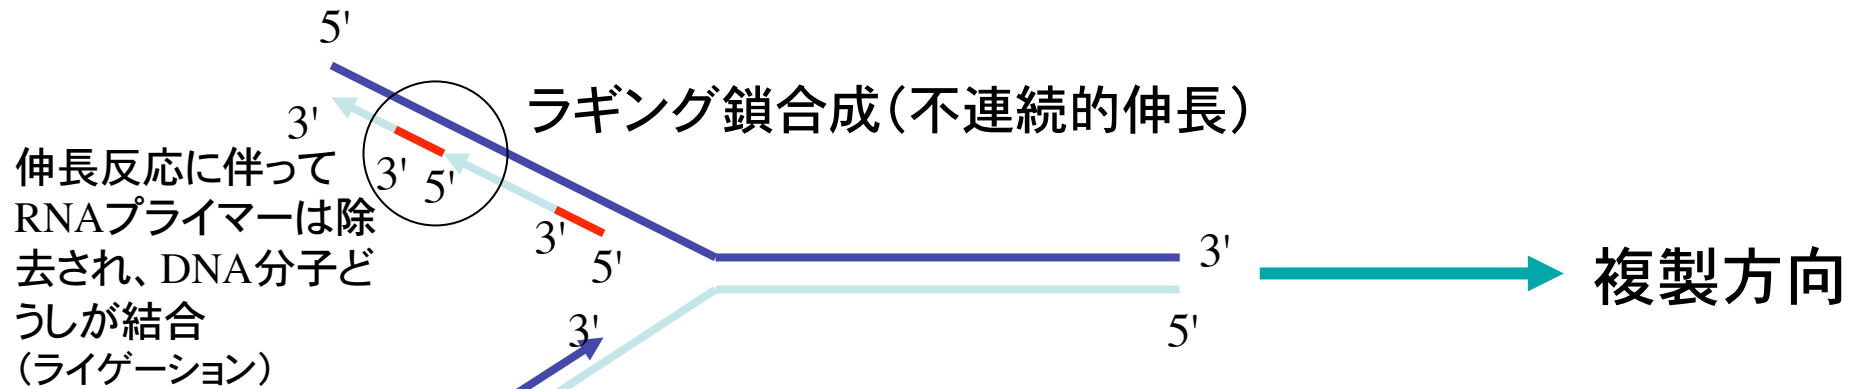 5'
ラギング鎖合成(不連続的伸長)
3'
伸長反応に伴って
RNAプライマーは除
去され、DNA分子ど
うしが結合
(ライゲーション)
3' 5'
3'
5'
3'
複製方向
3'
5'